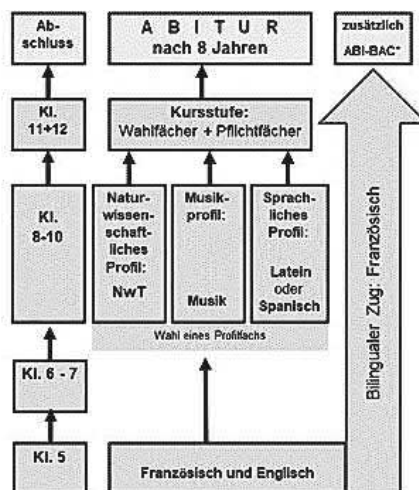 Ab-
schluss
A B I T U R
nach 8 Jahren
zusätzlich
ABI-BAC*
Kl.
11+12
Kursstufe:
Wahlfächer + Pflichtfächer
Kl.
8-10
Natur-
wissen-
schaft-
liches
Profil:
NwT
Musik-
profil:
Musik
Sprach-
liches
Profil:
Latein
oder
Spanisch
Wahl eines Profilfachs
Kl. 6 - 7
Kl. 5
Französisch und Englisch
Bilingualer Zug: Französisch